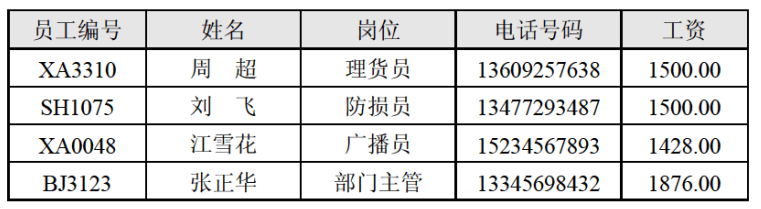 员工编号 姓名 岗位 电话号码 工资
XA3310 周 超 理货员 13609257638 1500.00
SH1075 刘 飞 防损员 13477293487 1500.00
XA0048 江雪花 广播员 15234567893 1428.00
BJ3123 张正华 部门主管 13345698432 1876.00